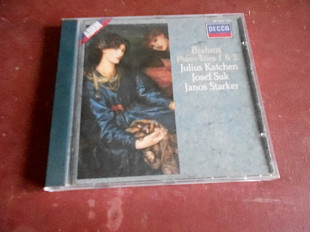 DECCA
Brahms
Piano Trios 1 & 2
Julius Katchen
Josef Suk
Janos Starker